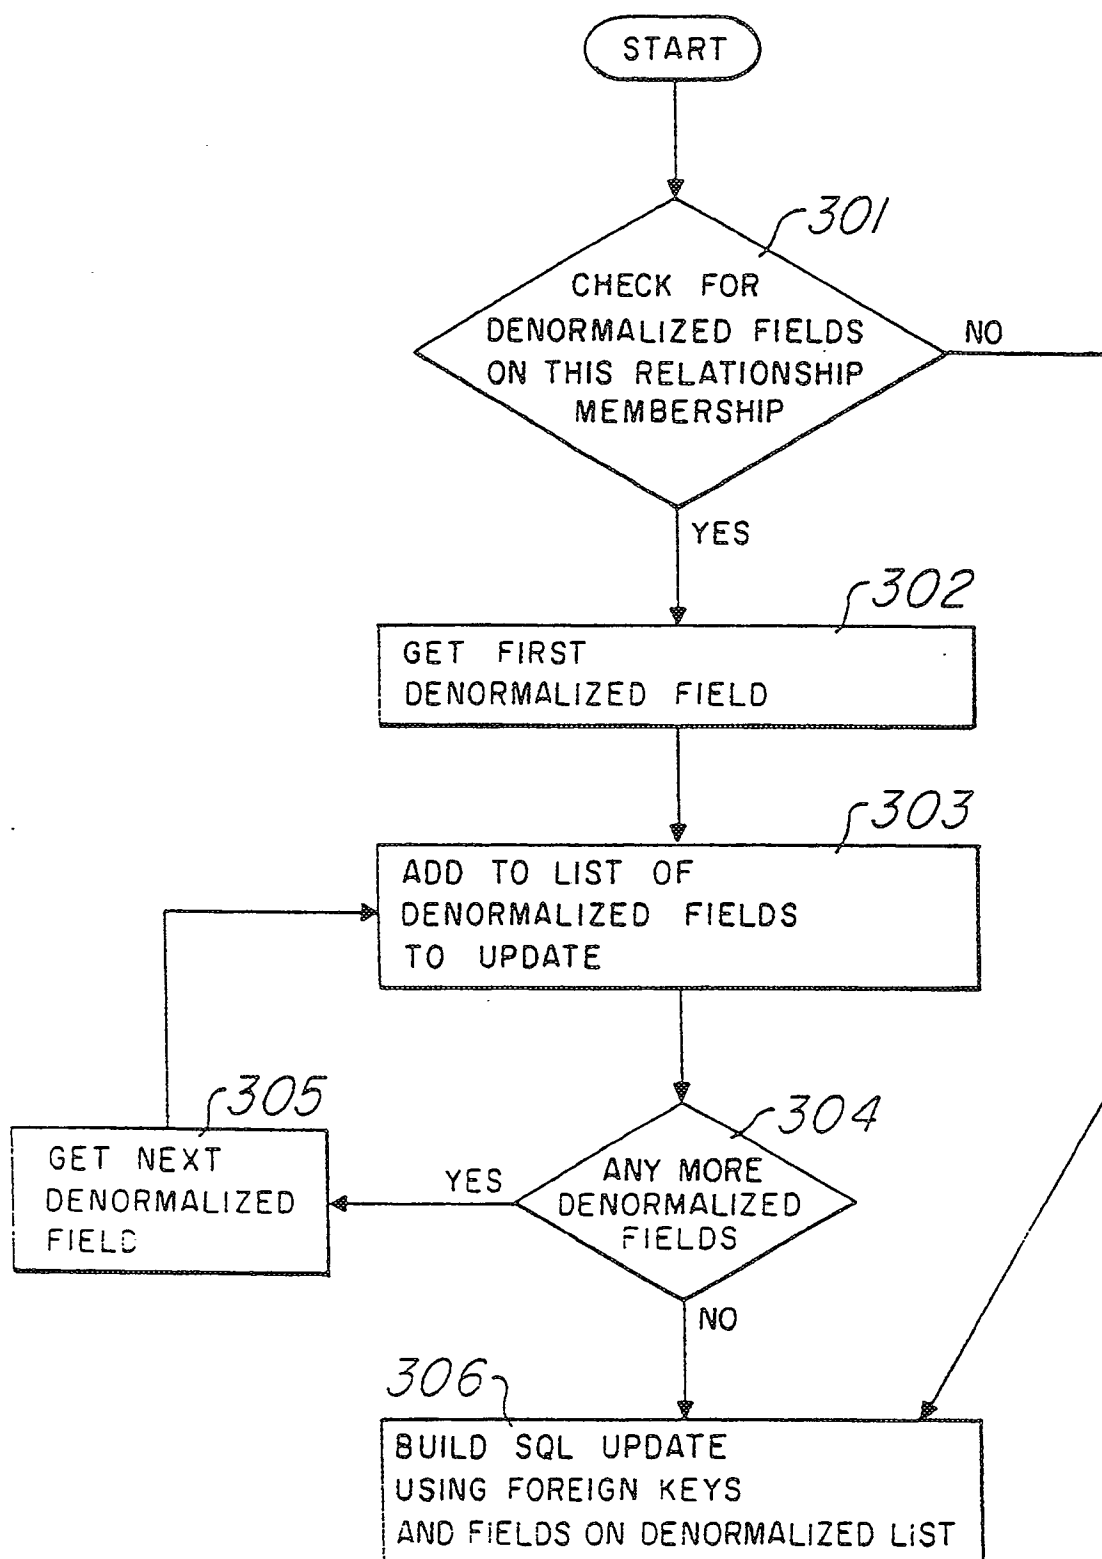 START
301
CHECK FOR
DENORMALIZED FIELDS
ON THIS RELATIONSHIP
MEMBERSHIP
NO
YES
302
GET FIRST
DENORMALIZED FIELD
303
ADD TO LIST OF
DENORMALIZED FIELDS
TO UPDATE
304
ANY MORE
DENORMALIZED
FIELDS
YES
305
GET NEXT
DENORMALIZED
FIELD
NO
306
BUILD SQL UPDATE
USING FOREIGN KEYS
AND FIELDS ON DENORMALIZED LIST